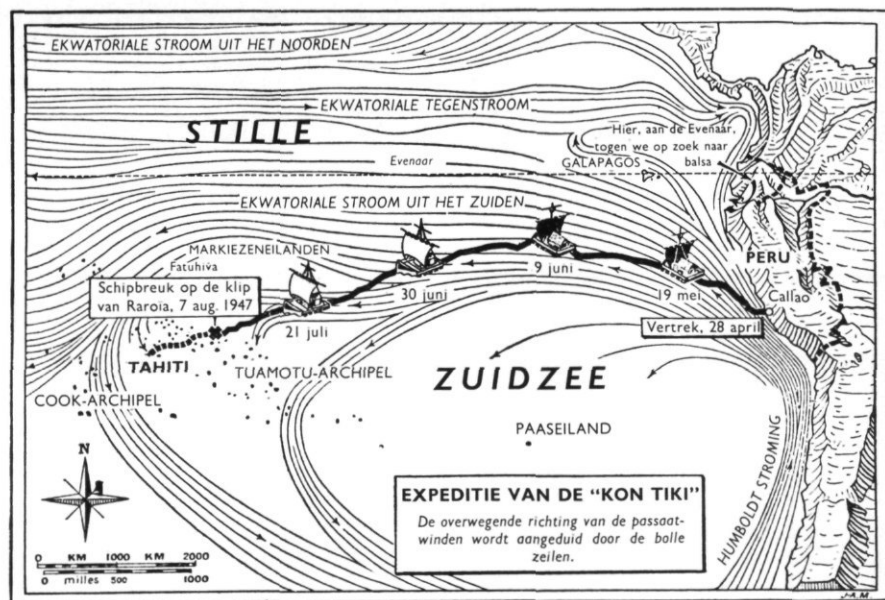 EKWATORIALE STROOM UIT HET NOORDEN
EKWATORIALE TEGENSTROOM
STILLE
Hier, aan de Evenaar,
togen we op zoek naar
balsa
Evenaar
GALAPAGOS
EKWATORIALE STROOM UIT HET ZUIDEN
MARKIEZENEILANDEN
Fatuhiva
PERU
9 juni
Schipbreuk op de klip
van Raroïa, 7 aug. 1947
30 juni
19 mei
Callao
21 juli
Vertrek, 28 april
TAHITI
TUAMOTU-ARCHIPEL
ZUIDZEE
COOK-ARCHIPEL
PAASEILAND
HUMBOLDT STROMING
N
EXPEDITIE VAN DE “KON TIKI”
De overwegende richting van de passaat-
winden wordt aangeduid door de bolle
zeilen.
0 KM 1000 KM 2000
0 milles 500 1000
J.A.M.